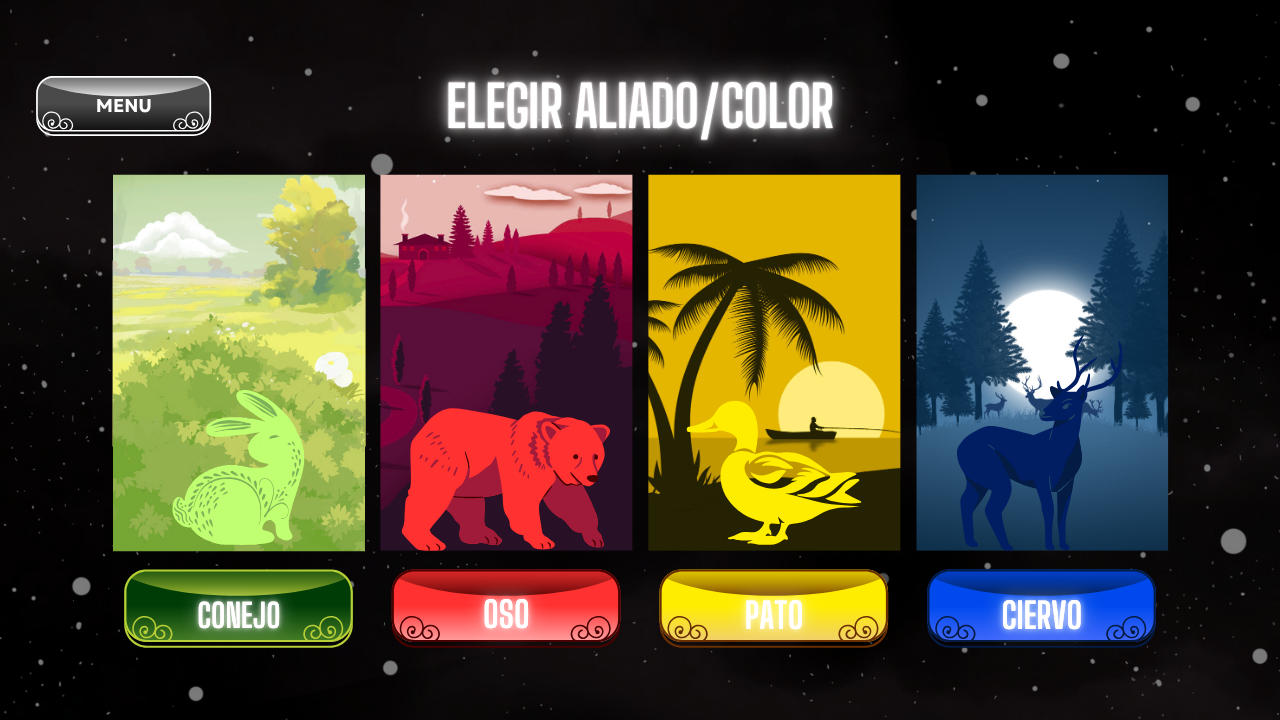 MENU
ELEGIR ALIADO/COLOR
CONEJO
OSO
PATO
CIERVO